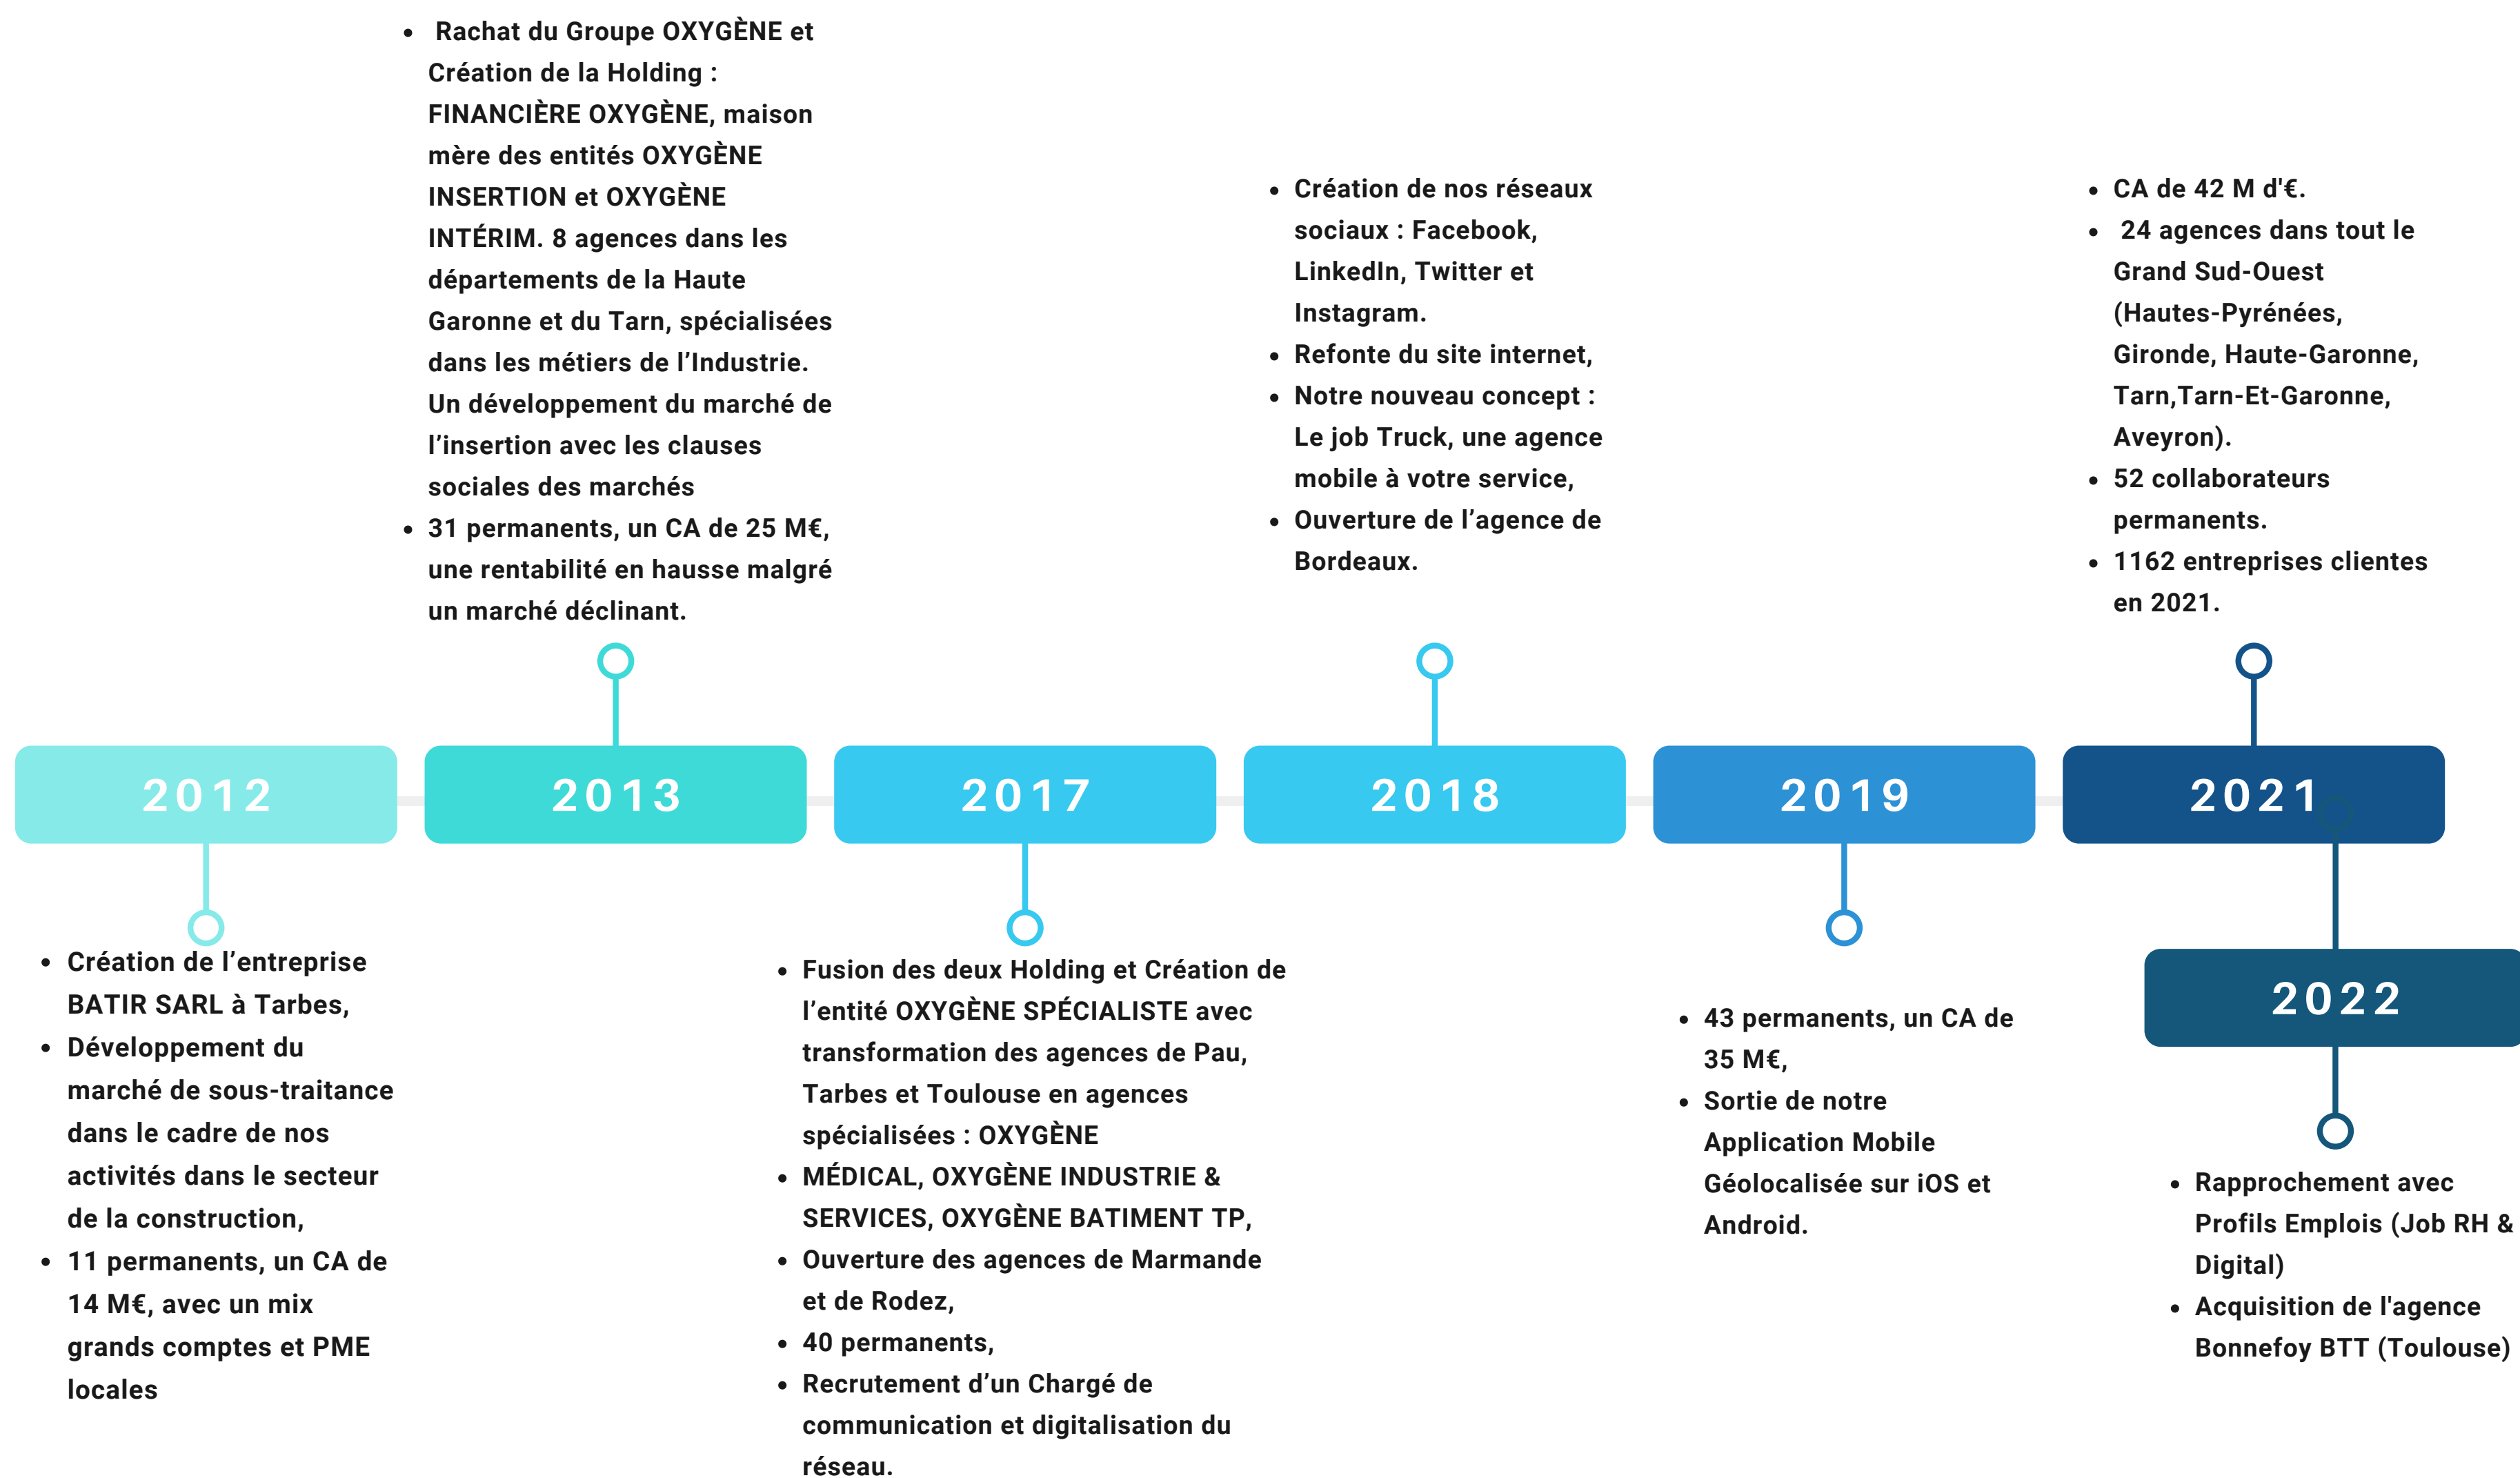 • Rachat du Groupe OXYGÈNE et
Création de la Holding :
FINANCIÈRE OXYGÈNE, maison
mère des entités OXYGÈNE
INSERTION et OXYGÈNE
INTÉRIM. 8 agences dans les
départements de la Haute
Garonne et du Tarn, spécialisées
dans les métiers de l’Industrie.
Un développement du marché de
l’insertion avec les clauses
sociales des marchés
• 31 permanents, un CA de 25 M€,
une rentabilité en hausse malgré
un marché déclinant.
• Création de nos réseaux
sociaux : Facebook,
LinkedIn, Twitter et
Instagram.
• Refonte du site internet,
• Notre nouveau concept :
Le job Truck, une agence
mobile à votre service,
• Ouverture de l’agence de
Bordeaux.
• CA de 42 M d'€.
• 24 agences dans tout le
Grand Sud-Ouest
(Hautes-Pyrénées,
Gironde, Haute-Garonne,
Tarn,Tarn-Et-Garonne,
Aveyron).
• 52 collaborateurs
permanents.
• 1162 entreprises clientes
en 2021.
2012
2013
2017
2018
2019
2021
• Création de l’entreprise
BATIR SARL à Tarbes,
• Développement du
marché de sous-traitance
dans le cadre de nos
activités dans le secteur
de la construction,
• 11 permanents, un CA de
14 M€, avec un mix
grands comptes et PME
locales
• Fusion des deux Holding et Création de
l’entité OXYGÈNE SPÉCIALISTE avec
transformation des agences de Pau,
Tarbes et Toulouse en agences
spécialisées : OXYGÈNE
• MÉDICAL, OXYGÈNE INDUSTRIE &
SERVICES, OXYGÈNE BATIMENT TP,
• Ouverture des agences de Marmande
et de Rodez,
• 40 permanents,
• Recrutement d’un Chargé de
communication et digitalisation du
réseau.
• 43 permanents, un CA de
35 M€,
• Sortie de notre
Application Mobile
Géolocalisée sur iOS et
Android.
2022
• Rapprochement avec
Profils Emplois (Job RH &
Digital)
• Acquisition de l'agence
Bonnefoy BTT (Toulouse)